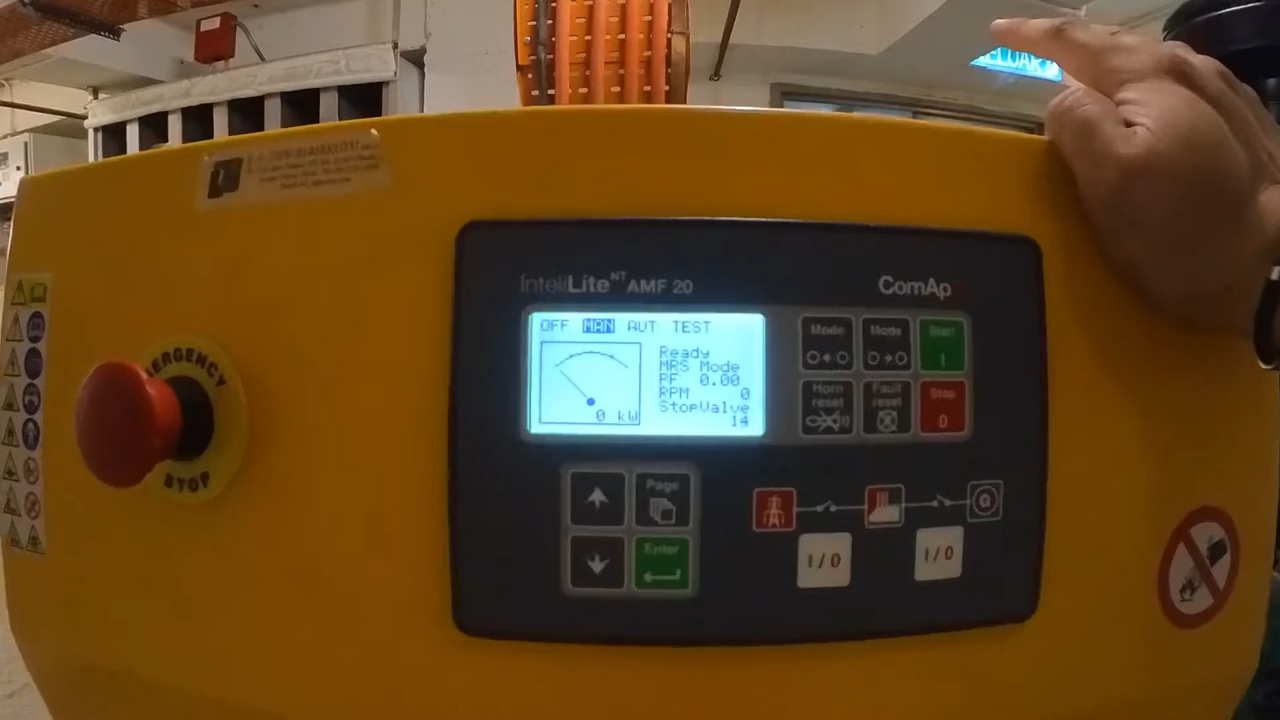 KELUAR
InteliLite NT AMF 20
ComAp
OFF MAN AUT TEST
Ready
MRS Mode
PF 0.00
RPM 0
StopValve
14
0 kW
Mode
Mode
Start
I
Horn reset
Fault reset
Stop
0
EMERGENCY
STOP
Page
Enter
G
I/O
I/O